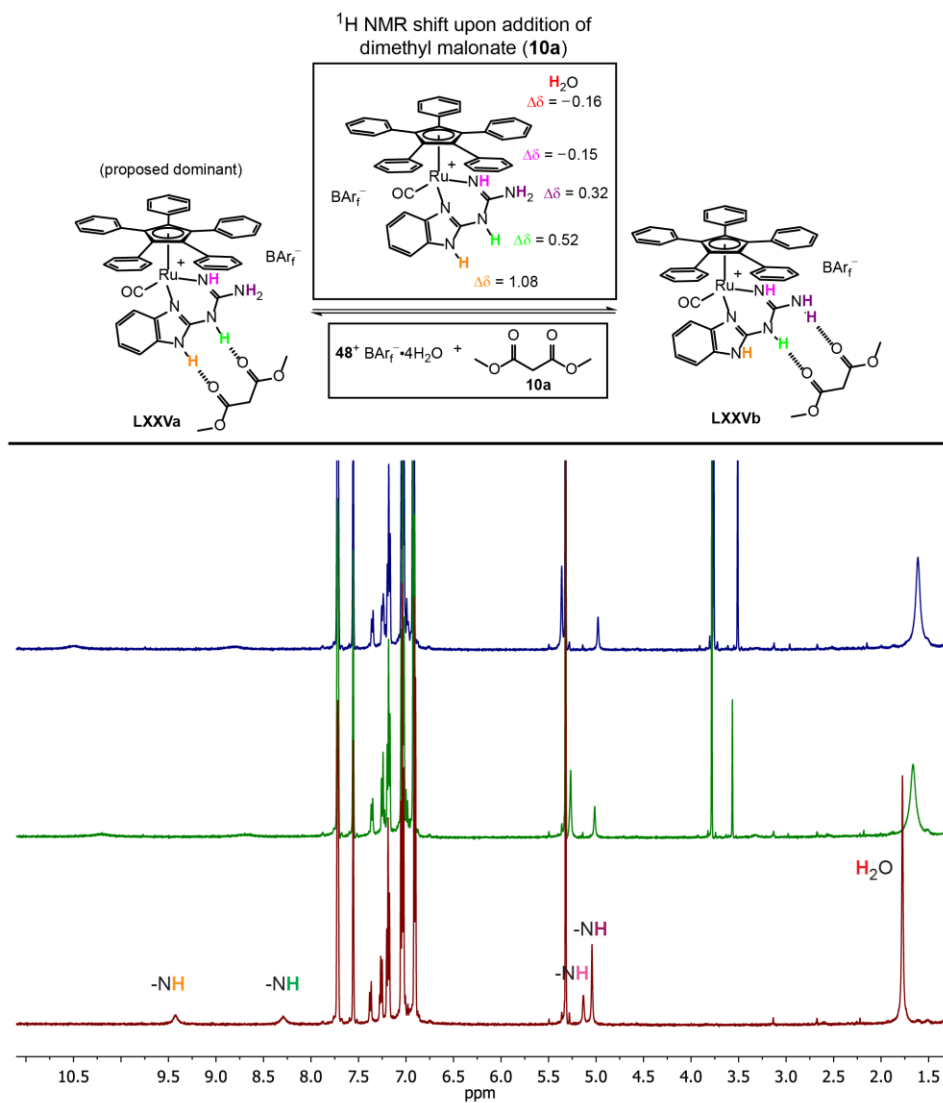 ¹H NMR shift upon addition of
dimethyl malonate (10a)
H₂O
Δδ = −0.16
Δδ = −0.15
Ru
+
NH
NH₂
Δδ = 0.32
OC
BArf⁻
N
N
N
H
Δδ = 0.52
H
Δδ = 1.08
(proposed dominant)
BArf⁻
Ru
+
NH
NH₂
OC
N
N
N
H
H
O
O
O
O
LXXVa
48⁺ BArf⁻•4H₂O +
O
O
O
O
10a
BArf⁻
Ru
+
NH
NH
H
OC
N
N
NH
H
O
O
O
O
LXXVb
H₂O
-NH
-NH
-NH
-NH
10.5 9.5 9.0 8.5 8.0 7.5 7.0 6.5 6.0 5.5 5.0 4.5 4.0 3.5 3.0 2.5 2.0 1.5
ppm